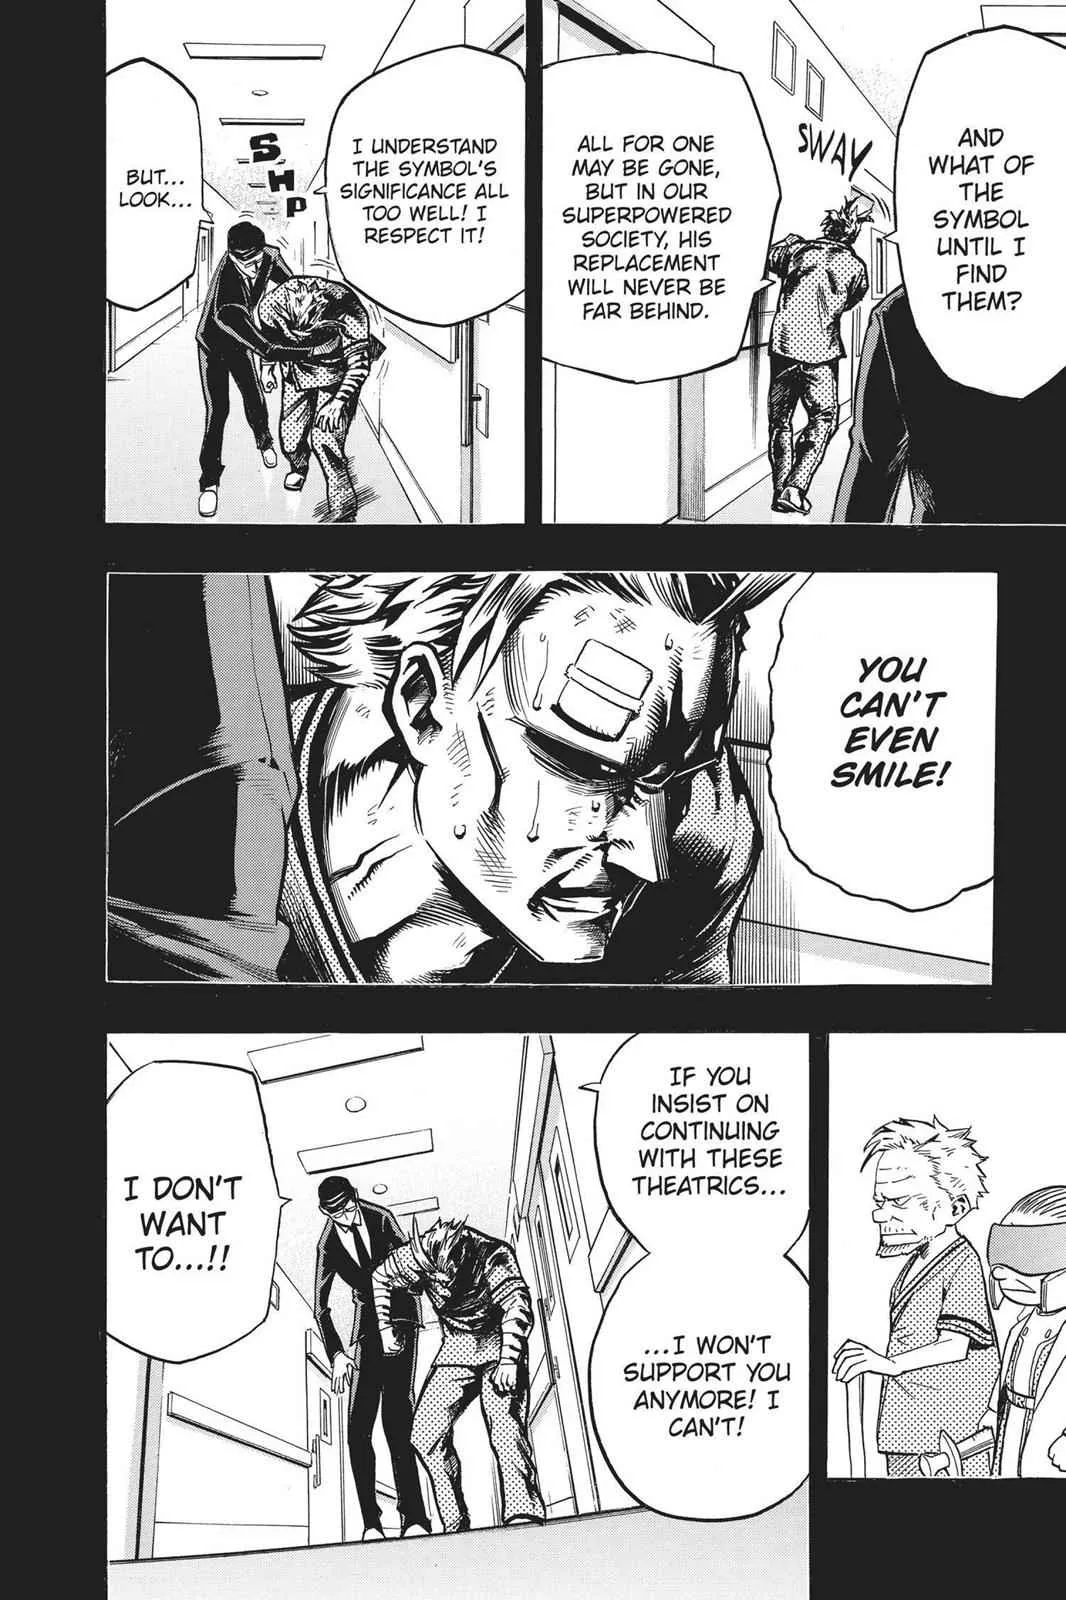 AND
WHAT OF
THE
SYMBOL
UNTIL I
FIND
THEM?
SWAY
ALL FOR ONE
MAY BE GONE,
BUT IN OUR
SUPERPOWERED
SOCIETY, HIS
REPLACEMENT
WILL NEVER BE
FAR BEHIND.
I UNDERSTAND
THE SYMBOL'S
SIGNIFICANCE ALL
TOO WELL! I
RESPECT IT!
SHP
BUT...
LOOK...
YOU
CAN'T
EVEN
SMILE!
IF YOU
INSIST ON
CONTINUING
WITH THESE
THEATRICS...
...I WON'T
SUPPORT YOU
ANYMORE! I
CAN'T!
I DON'T
WANT
TO...!!